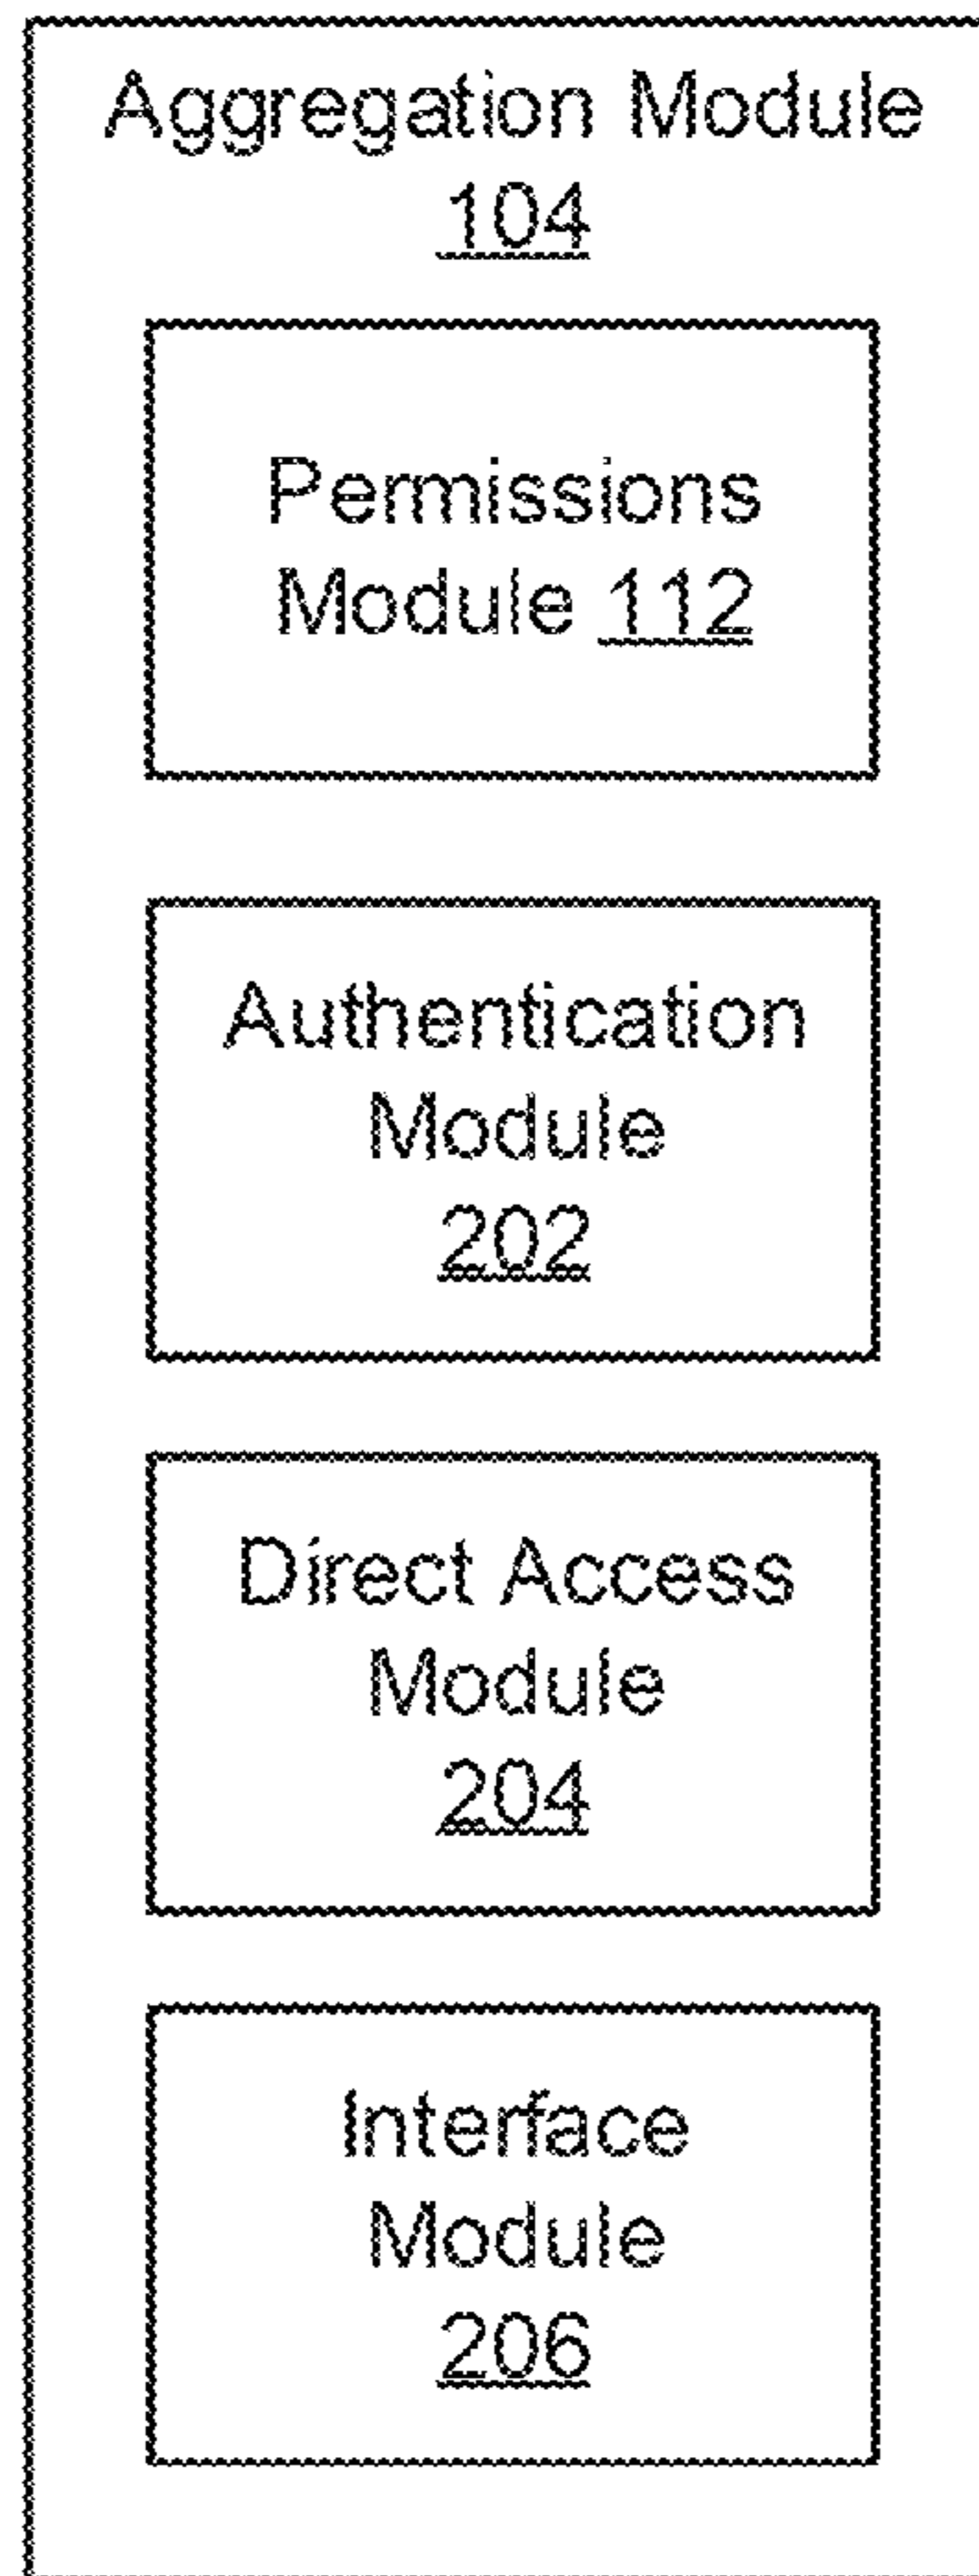 Aggregation Module
104
Permissions
Module 112
Authentication
Module
202
Direct Access
Module
204
Interface
Module
206